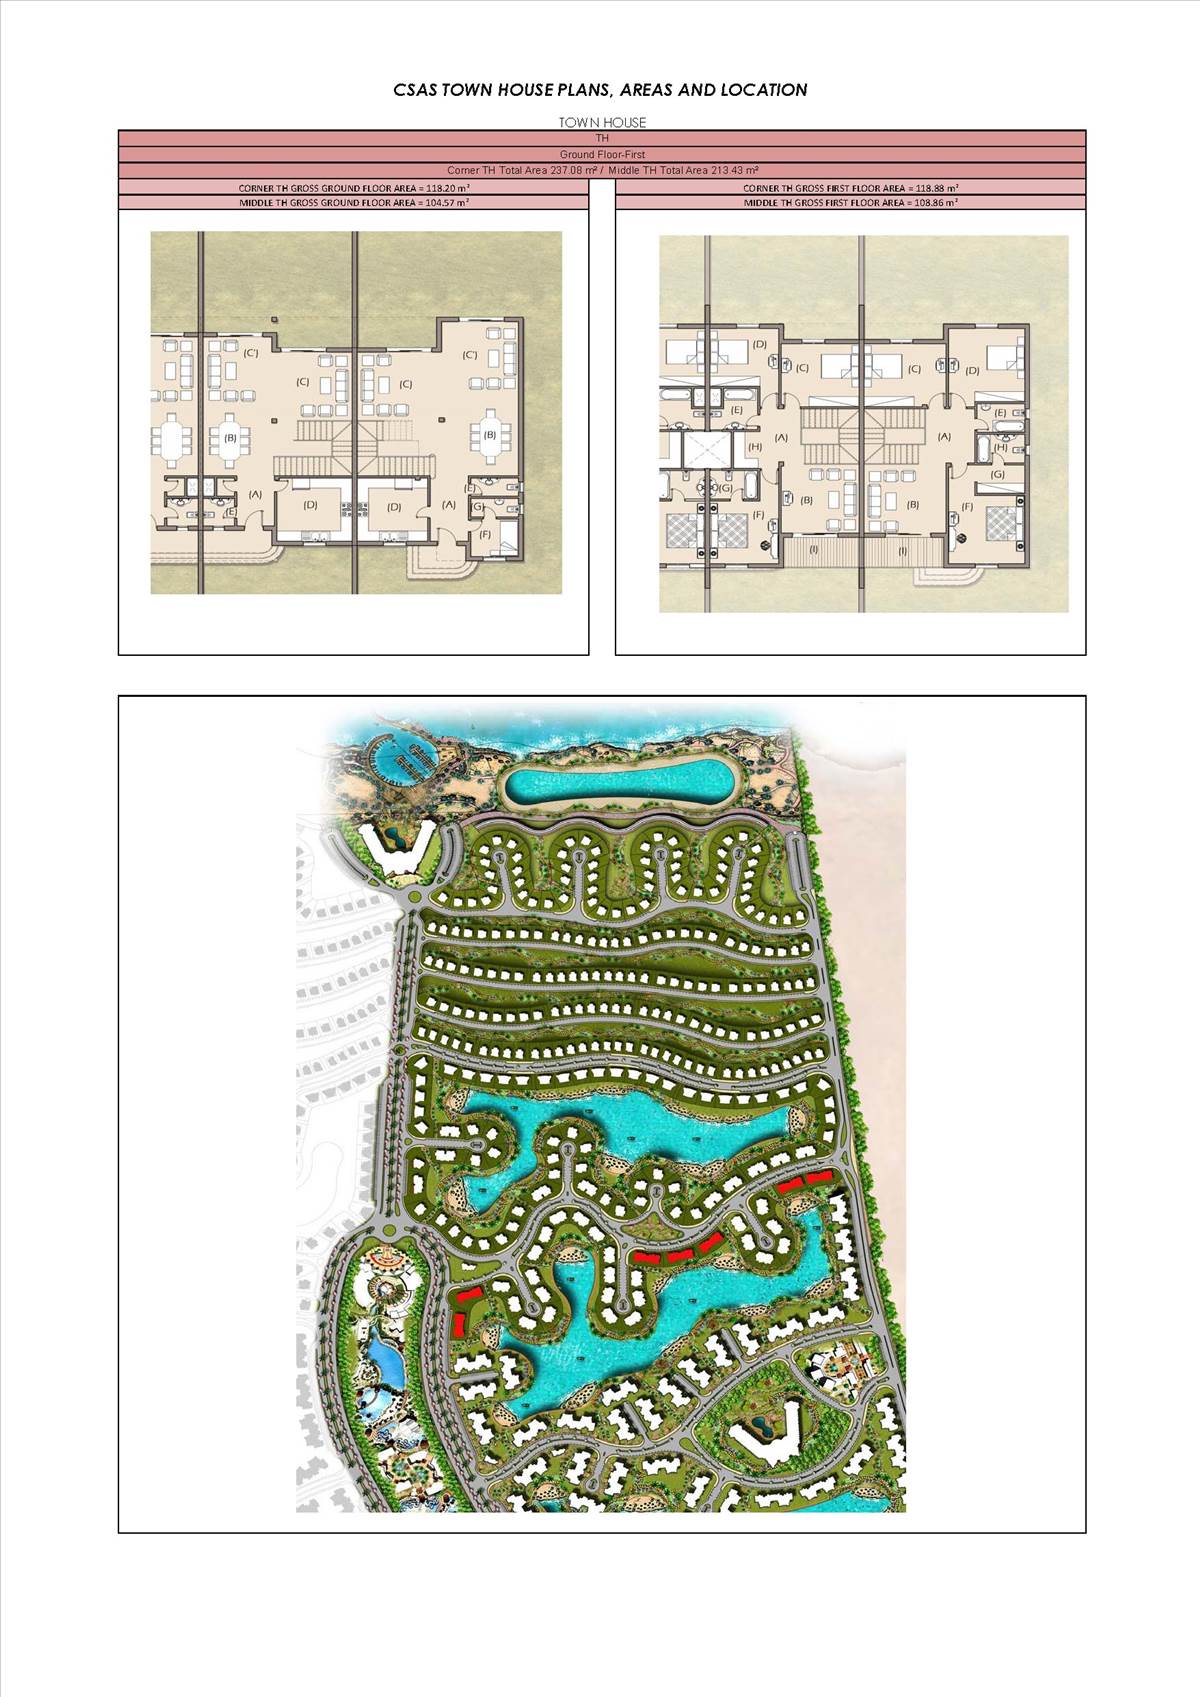 CSAS TOWN HOUSE PLANS, AREAS AND LOCATION
TOWN HOUSE
TH
Ground Floor-First
Corner TH Total Area 237.08 m² / Middle TH Total Area 213.43 m²
CORNER TH GROSS GROUND FLOOR AREA = 118.20 m²
MIDDLE TH GROSS GROUND FLOOR AREA = 104.57 m²
CORNER TH GROSS FIRST FLOOR AREA = 118.88 m²
MIDDLE TH GROSS FIRST FLOOR AREA = 108.86 m²
(C') (C')
(C) (C)
(B) (B)
(E)
(A) (D) (D) (A) (G)
(E) (F)
(D) (C) (C) (D)
(E) (E)
(H) (A) (A) (H)
(G) (G)
(B) (B)
(F) (F)
(I) (I)